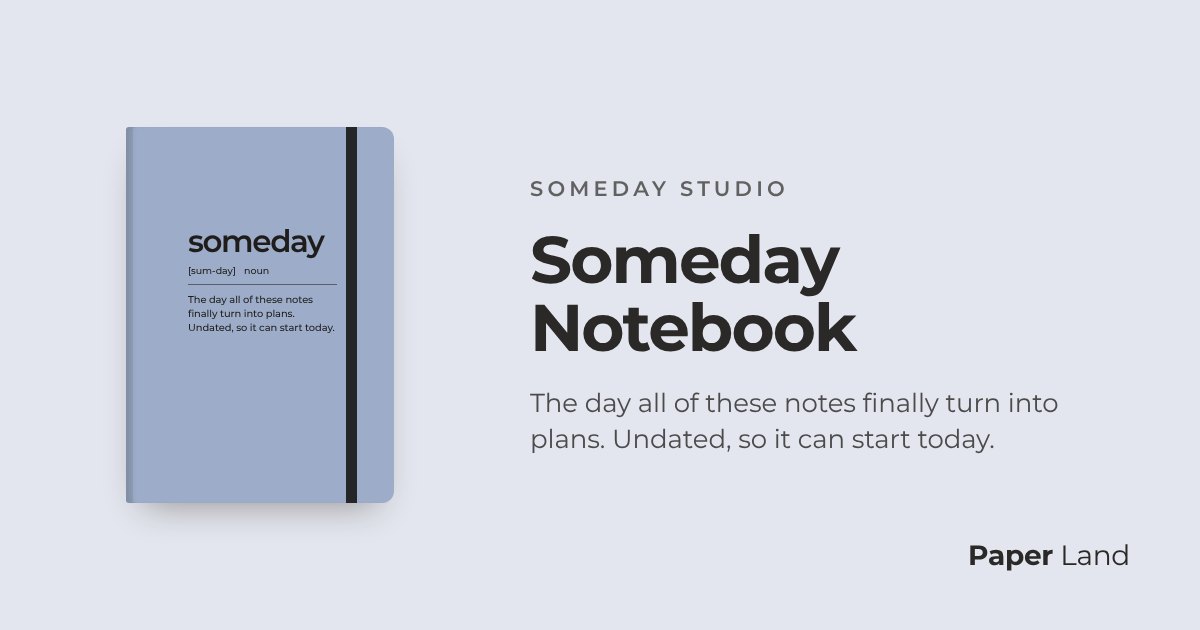 someday
[sum-day] noun
The day all of these notes
finally turn into plans.
Undated, so it can start today.
SOMEDAY STUDIO
Someday
Notebook
The day all of these notes finally turn into
plans. Undated, so it can start today.
Paper Land